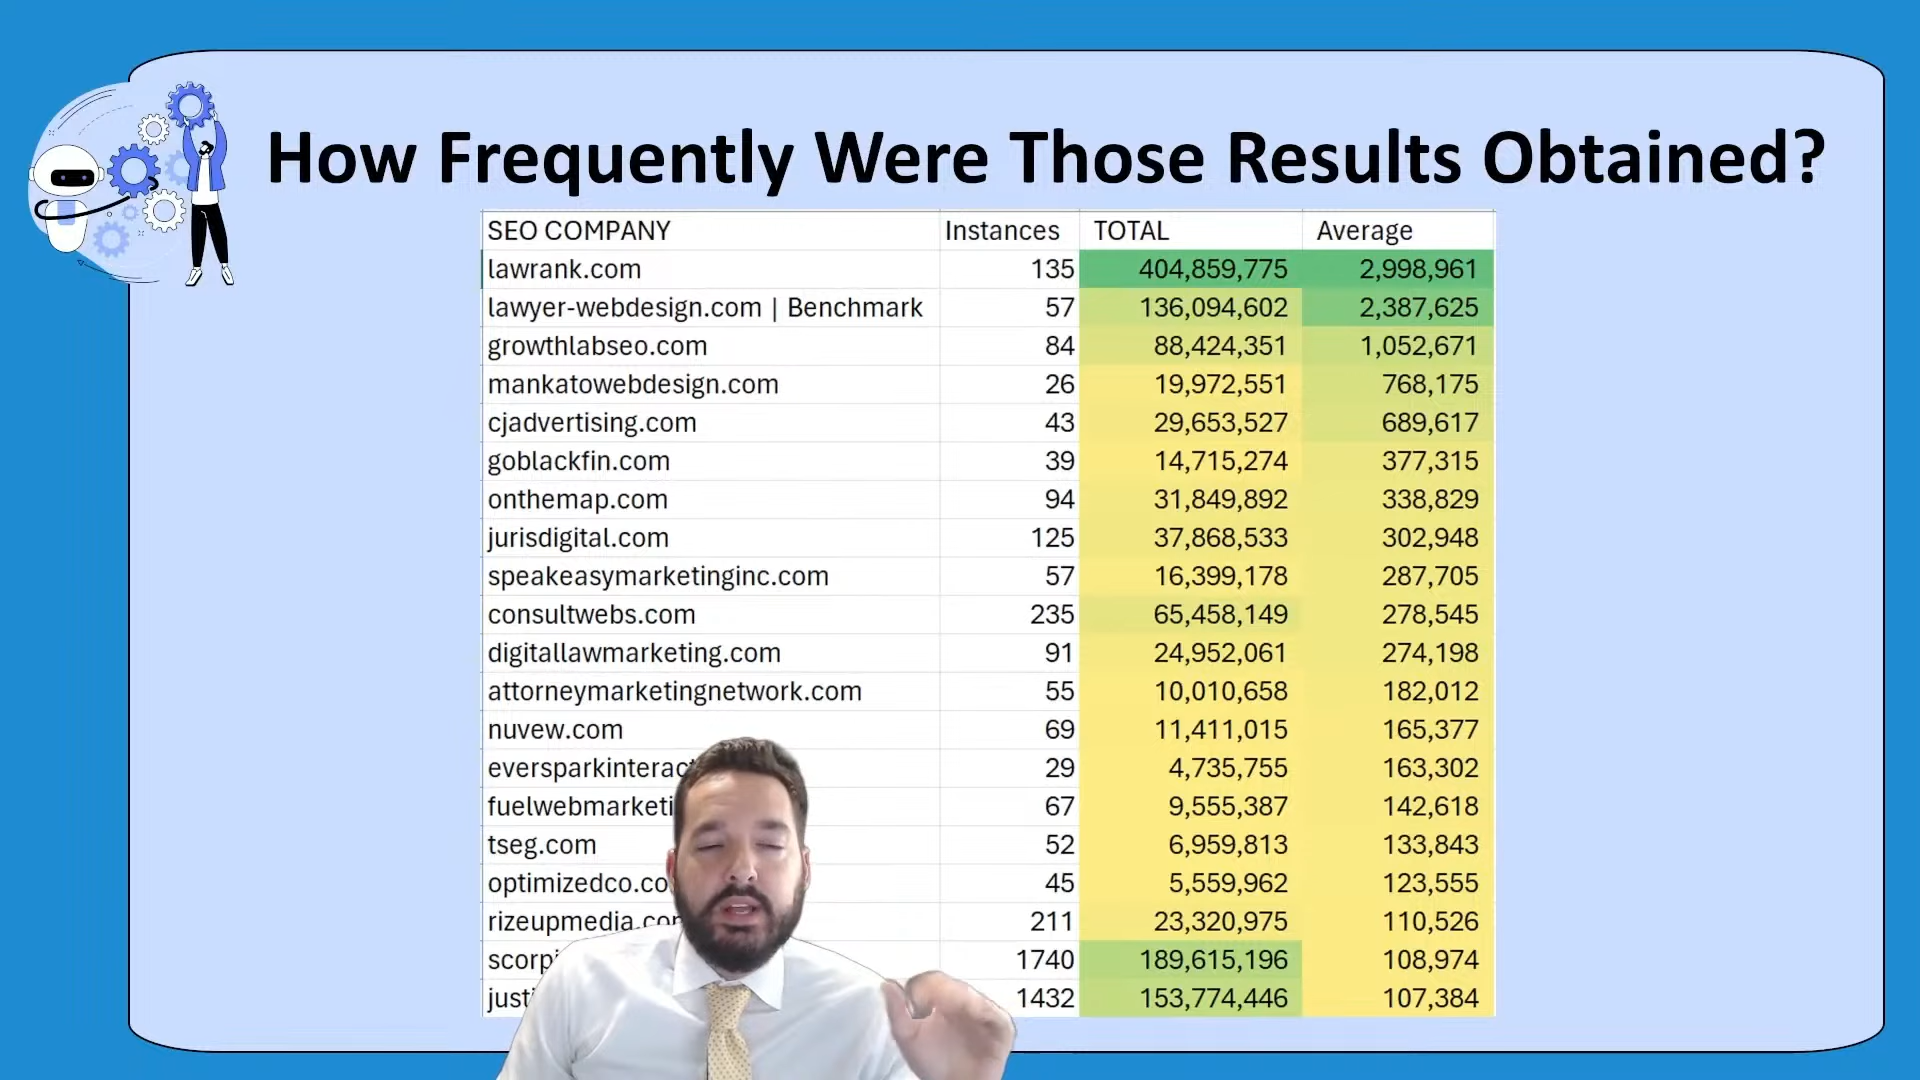 How Frequently Were Those Results Obtained?
SEO COMPANY Instances TOTAL Average
lawrank.com 135 404,859,775 2,998,961
lawyer-webdesign.com | Benchmark 57 136,094,602 2,387,625
growthlabseo.com 84 88,424,351 1,052,671
mankatowebdesign.com 26 19,972,551 768,175
cjadvertising.com 43 29,653,527 689,617
goblackfin.com 39 14,715,274 377,315
onthemap.com 94 31,849,892 338,829
jurisdigital.com 125 37,868,533 302,948
speakeasymarketinginc.com 57 16,399,178 287,705
consultwebs.com 235 65,458,149 278,545
digitallawmarketing.com 91 24,952,061 274,198
attorneymarketingnetwork.com 55 10,010,658 182,012
nuvew.com 69 11,411,015 165,377
29 4,735,755 163,302
67 9,555,387 142,618
tseg.com 52 6,959,813 133,843
45 5,559,962 123,555
211 23,320,975 110,526
1740 189,615,196 108,974
1432 153,774,446 107,384